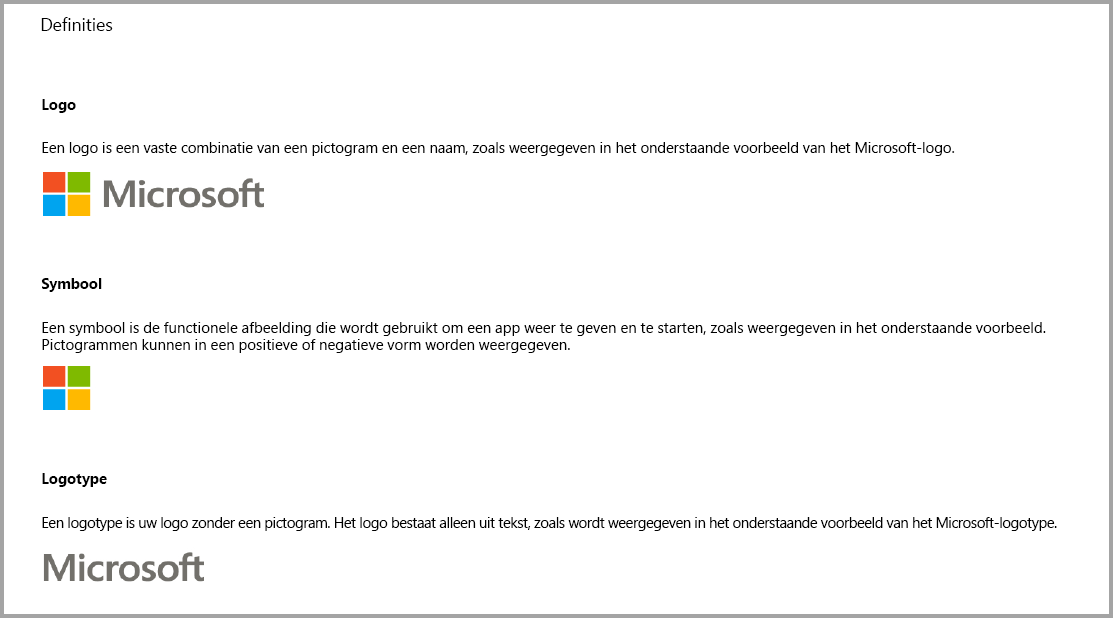 Definities
Logo
Een logo is een vaste combinatie van een pictogram en een naam, zoals weergegeven in het onderstaande voorbeeld van het Microsoft-logo.
Microsoft
Symbool
Een symbool is de functionele afbeelding die wordt gebruikt om een app weer te geven en te starten, zoals weergegeven in het onderstaande voorbeeld.
Pictogrammen kunnen in een positieve of negatieve vorm worden weergegeven.
Logotype
Een logotype is uw logo zonder een pictogram. Het logo bestaat alleen uit tekst, zoals wordt weergegeven in het onderstaande voorbeeld van het Microsoft-logotype.
Microsoft